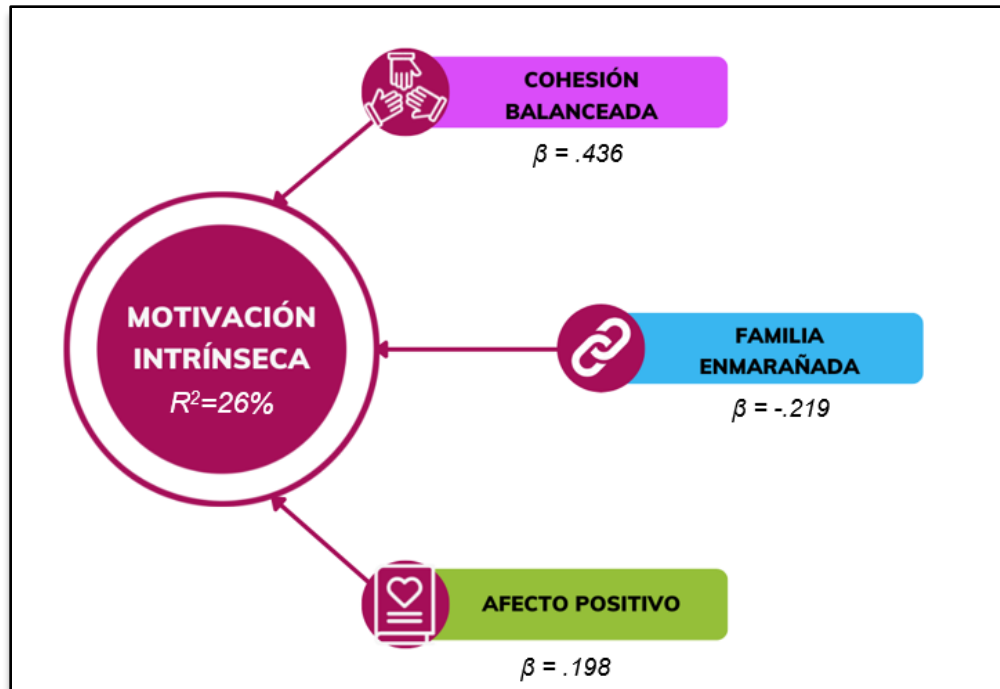 COHESIÓN
BALANCEADA
β = .436
MOTIVACIÓN
INTRÍNSECA
R²=26%
FAMILIA
ENMARAÑADA
β = -.219
AFECTO POSITIVO
β = .198